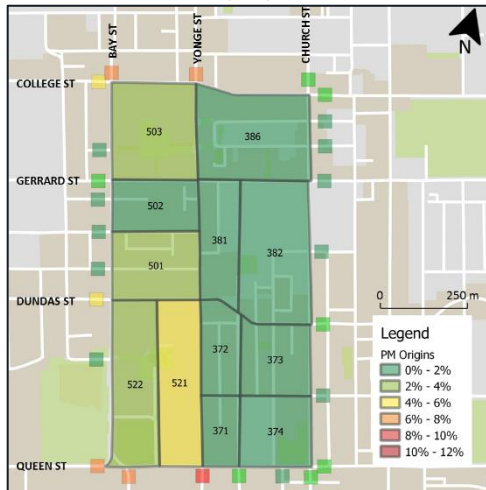 BAY ST
YONGE ST
CHURCH ST
N
COLLEGE ST
503
386
GERRARD ST
502
381
382
501
DUNDAS ST
0 250 m
372
373
522
521
371
374
QUEEN ST
Legend
PM Origins
0% - 2%
2% - 4%
4% - 6%
6% - 8%
8% - 10%
10% - 12%